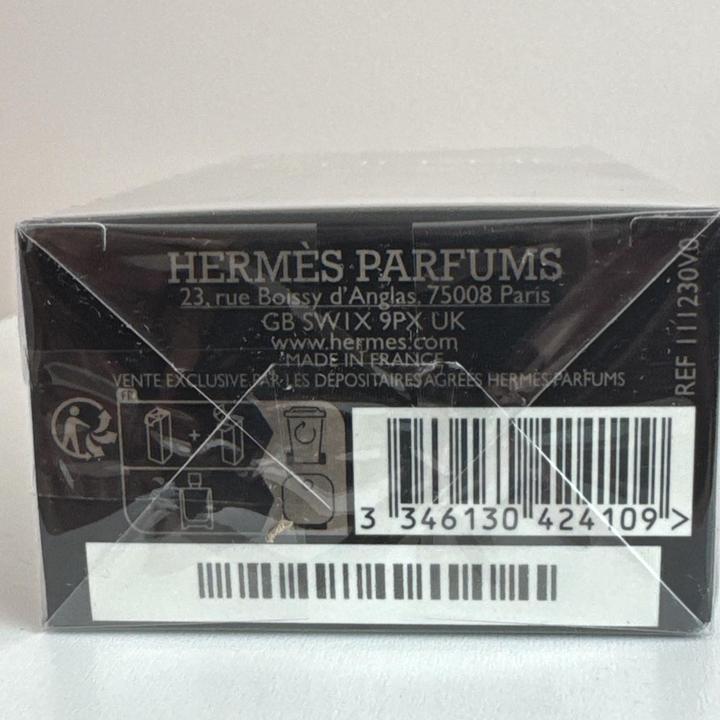 HERMÈS PARFUMS
23, rue Boissy d'Anglas. 75008 Paris
GB SW1X 9PX UK
www.hermes.com
MADE IN FRANCE
VENTE EXCLUSIVE PAR LES DÉPOSITAIRES AGRÉÉS HERMÈS PARFUMS
REF 111230V0
FR
+
3 346130 424109 >